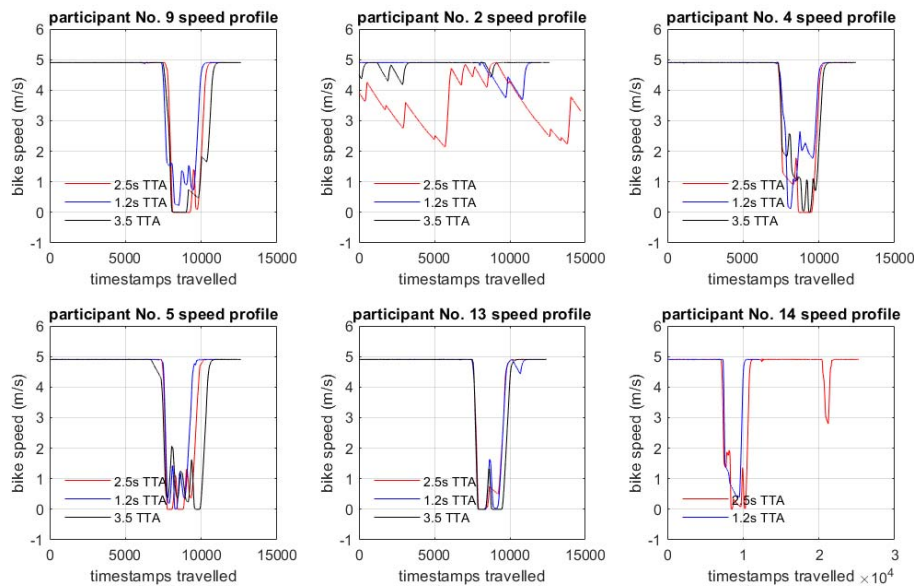 participant No. 9 speed profile
6
5
4
3
2
1
0
-1
bike speed (m/s)
2.5s TTA
1.2s TTA
3.5 TTA
0 5000 10000 15000
timestamps travelled
participant No. 2 speed profile
6
5
4
3
2
1
0
-1
bike speed (m/s)
2.5s TTA
1.2s TTA
3.5 TTA
0 5000 10000 15000
timestamps travelled
participant No. 4 speed profile
6
5
4
3
2
1
0
-1
bike speed (m/s)
2.5s TTA
1.2s TTA
3.5 TTA
0 5000 10000 15000
timestamps travelled
participant No. 5 speed profile
6
5
4
3
2
1
0
-1
bike speed (m/s)
2.5s TTA
1.2s TTA
3.5 TTA
0 5000 10000 15000
timestamps travelled
participant No. 13 speed profile
6
5
4
3
2
1
0
-1
bike speed (m/s)
2.5s TTA
1.2s TTA
3.5 TTA
0 5000 10000 15000
timestamps travelled
participant No. 14 speed profile
6
5
4
3
2
1
0
-1
bike speed (m/s)
2.5s TTA
1.2s TTA
0 1 2 3
timestamps travelled ×10⁴